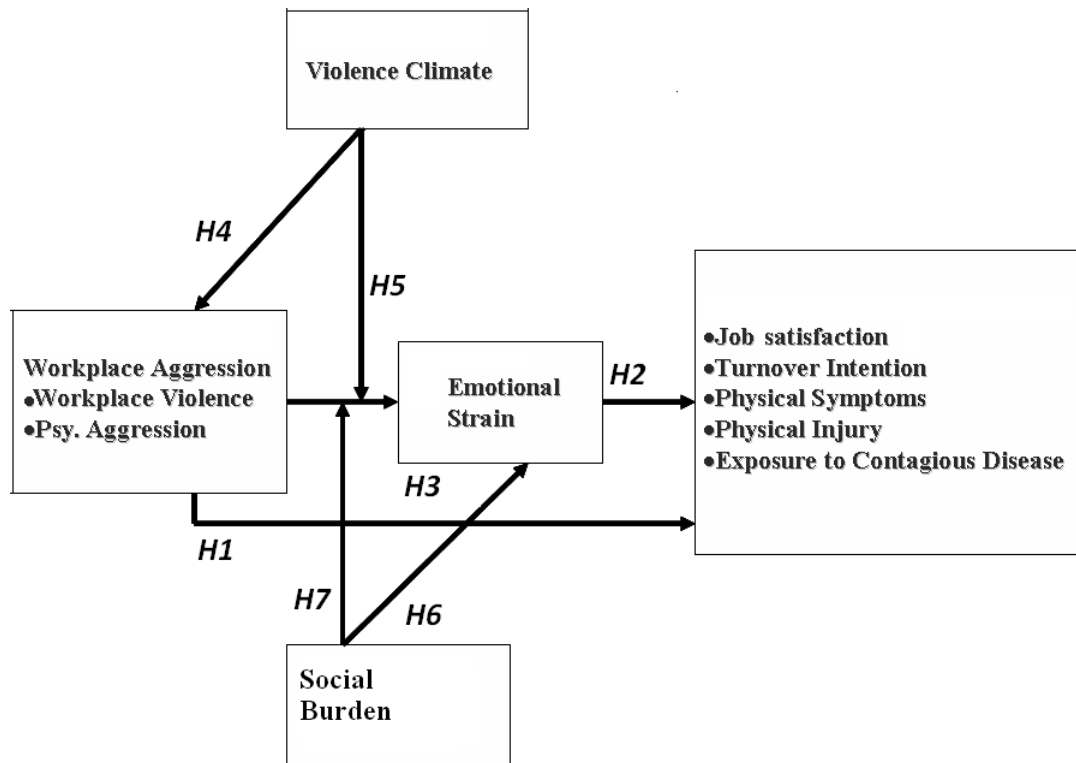 Violence Climate
H4
H5
Workplace Aggression
•Workplace Violence
•Psy. Aggression
Emotional
Strain
H2
•Job satisfaction
•Turnover Intention
•Physical Symptoms
•Physical Injury
•Exposure to Contagious Disease
H3
H1
H7
H6
Social
Burden